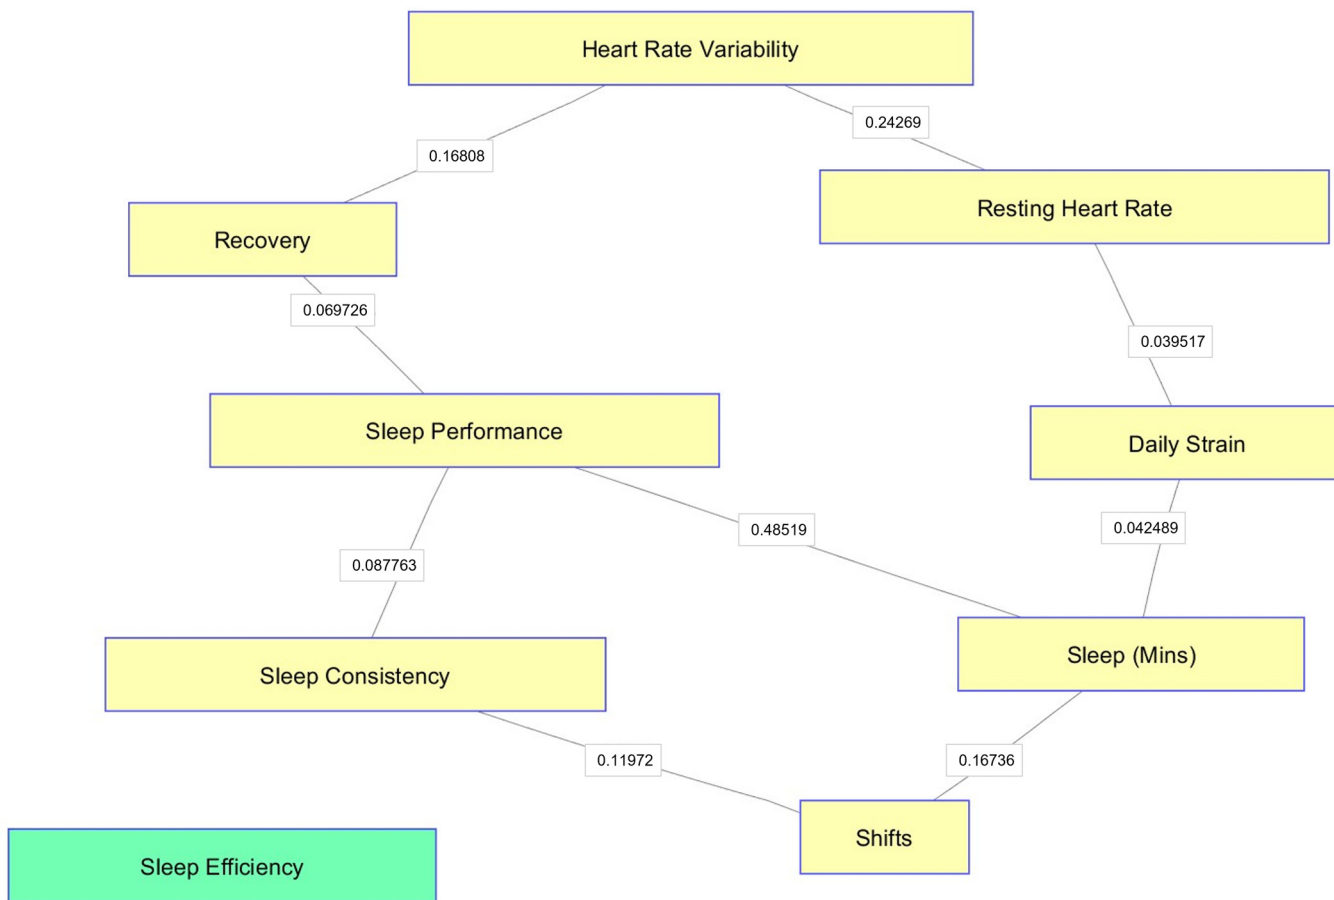 Heart Rate Variability
0.24269
0.16808
Resting Heart Rate
Recovery
0.069726
0.039517
Sleep Performance
Daily Strain
0.48519
0.042489
0.087763
Sleep (Mins)
Sleep Consistency
0.11972
0.16736
Shifts
Sleep Efficiency